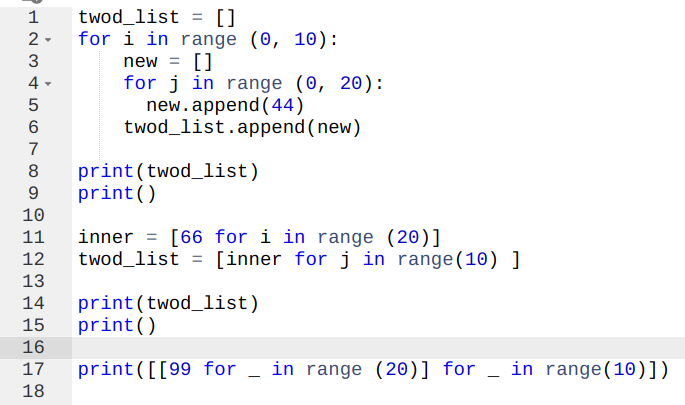 1 twod_list = []
2 for i in range (0, 10):
3     new = []
4     for j in range (0, 20):
5       new.append(44)
6     twod_list.append(new)
7
8 print(twod_list)
9 print()
10
11 inner = [66 for i in range (20)]
12 twod_list = [inner for j in range(10) ]
13
14 print(twod_list)
15 print()
16
17 print([[99 for _ in range (20)] for _ in range(10)])
18